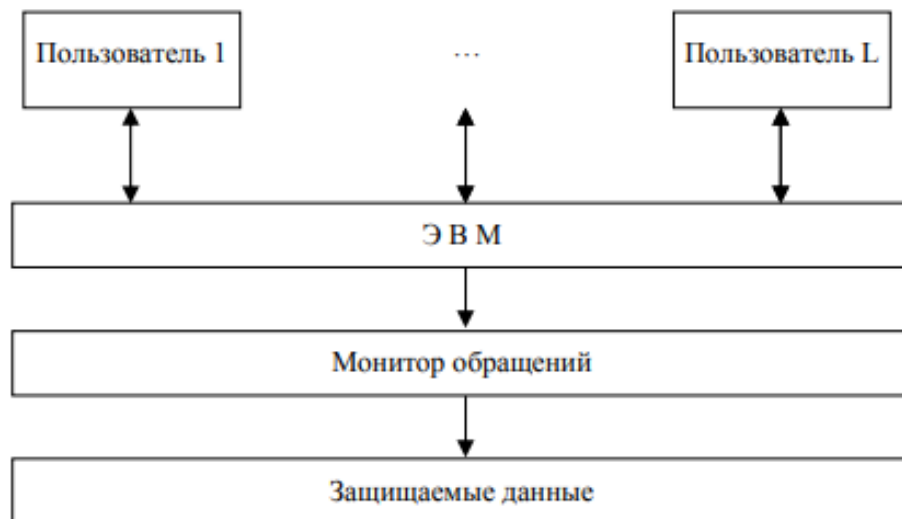 Пользователь 1
...
Пользователь L
Э В М
Монитор обращений
Защищаемые данные